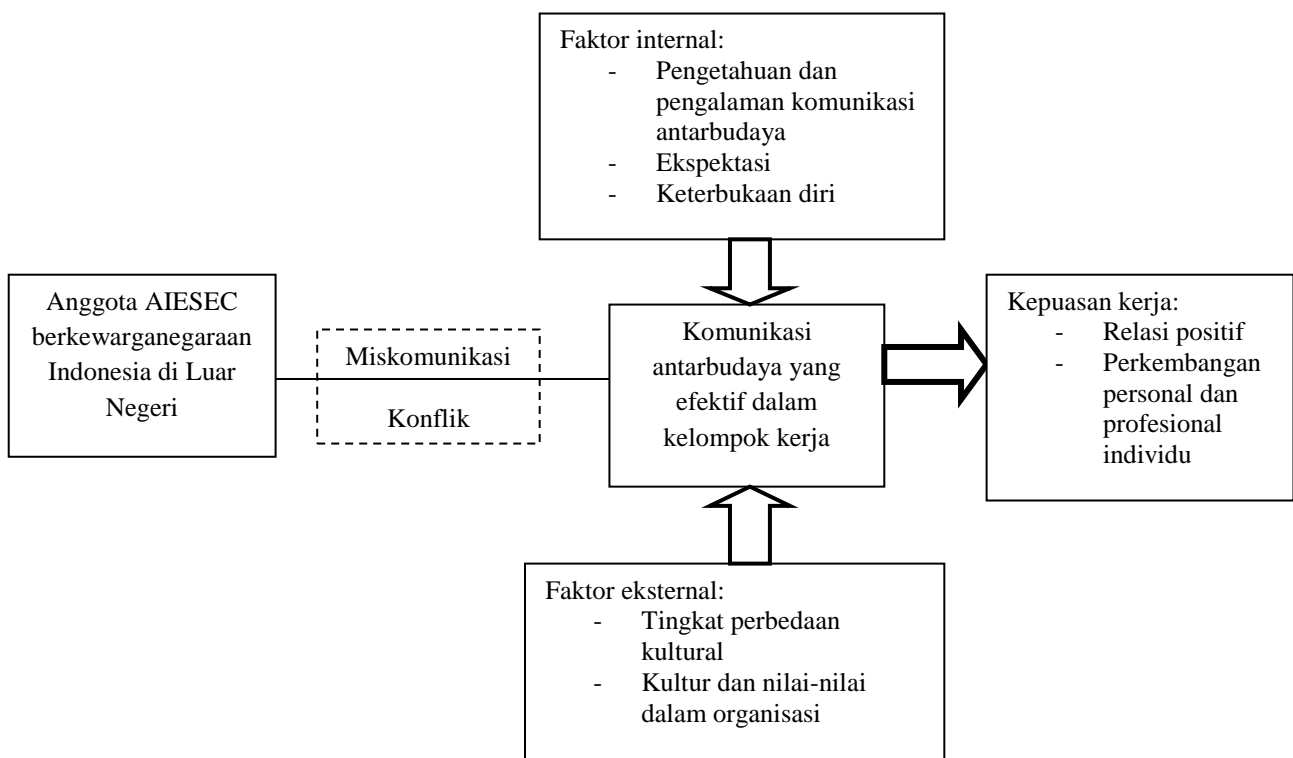 Faktor internal:
- Pengetahuan dan
pengalaman komunikasi
antarbudaya
- Ekspektasi
- Keterbukaan diri
Anggota AIESEC
berkewarganegaraan
Indonesia di Luar
Negeri
Miskomunikasi
Konflik
Komunikasi
antarbudaya yang
efektif dalam
kelompok kerja
Kepuasan kerja:
- Relasi positif
- Perkembangan
personal dan
profesional
individu
Faktor eksternal:
- Tingkat perbedaan
kultural
- Kultur dan nilai-nilai
dalam organisasi